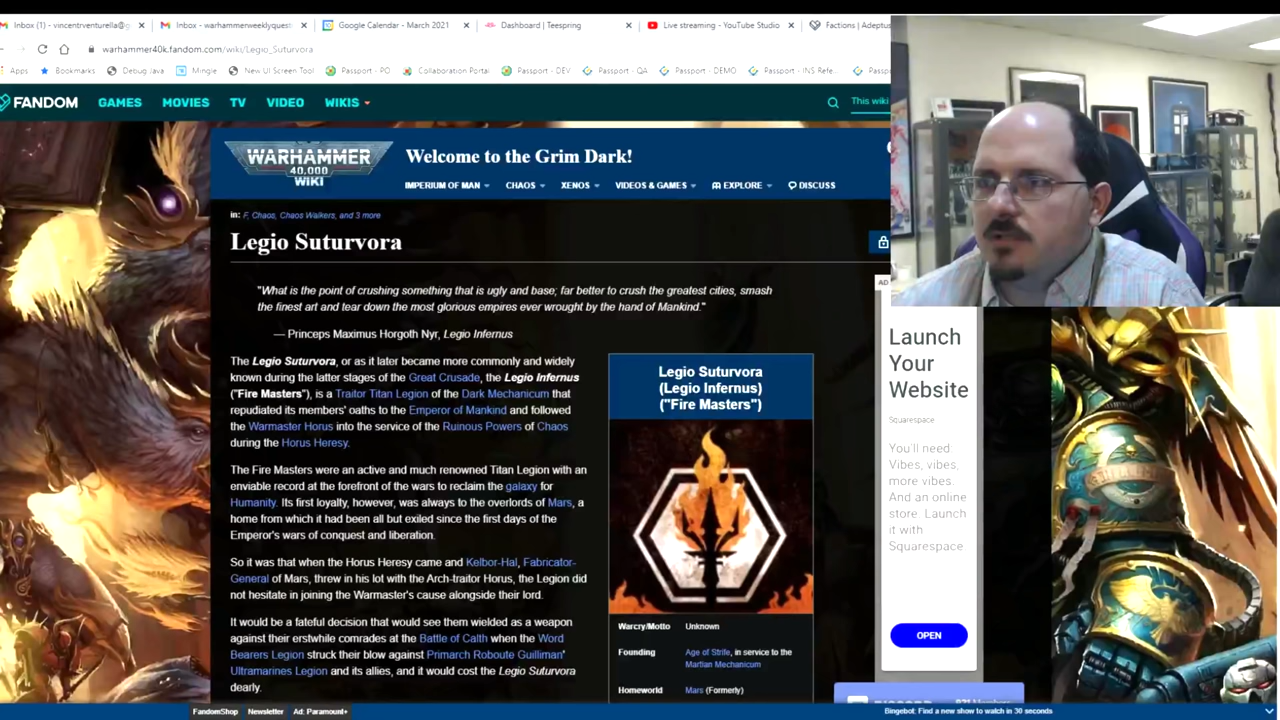 Inbox (1) - vincentrventurella@g
Inbox - warhammerweeklyquest
Google Calendar - March 2021
Dashboard | Teespring
Live streaming - YouTube Studio
Factions | Adeptus
warhammer40k.fandom.com/wiki/Legio_Suturvora
Apps
Bookmarks
Debug Java
Mingle
New UI Screen Tool
Passport - PO
Collaboration Portal
Passport - DEV
Passport - QA
Passport - DEMO
Passport - INS Refe...
Passp
FANDOM
GAMES
MOVIES
TV
VIDEO
WIKIS
This wiki
WARHAMMER
40,000
WIKI
Welcome to the Grim Dark!
IMPERIUM OF MAN
CHAOS
XENOS
VIDEOS & GAMES
EXPLORE
DISCUSS
in: F, Chaos, Chaos Walkers, and 3 more
Legio Suturvora
"What is the point of crushing something that is ugly and base; far better to crush the greatest cities, smash
the finest art and tear down the most glorious empires ever wrought by the hand of Mankind."
— Princeps Maximus Horgoth Nyr, Legio Infernus
The Legio Suturvora, or as it later became more commonly and widely
known during the latter stages of the Great Crusade, the Legio Infernus
("Fire Masters"), is a Traitor Titan Legion of the Dark Mechanicum that
repudiated its members' oaths to the Emperor of Mankind and followed
the Warmaster Horus into the service of the Ruinous Powers of Chaos
during the Horus Heresy.
The Fire Masters were an active and much renowned Titan Legion with an
enviable record at the forefront of the wars to reclaim the galaxy for
Humanity. Its first loyalty, however, was always to the overlords of Mars, a
home from which it had been all but exiled since the first days of the
Emperor's wars of conquest and liberation.
So it was that when the Horus Heresy came and Kelbor-Hal, Fabricator-
General of Mars, threw in his lot with the Arch-traitor Horus, the Legion did
not hesitate in joining the Warmaster's cause alongside their lord.
It would be a fateful decision that would see them wielded as a weapon
against their erstwhile comrades at the Battle of Calth when the Word
Bearers Legion struck their blow against Primarch Roboute Guilliman'
Ultramarines Legion and its allies, and it would cost the Legio Suturvora
dearly.
Legio Suturvora
(Legio Infernus)
("Fire Masters")
Warcry/Motto Unknown
Founding Age of Strife, in service to the
Martian Mechanicum
Homeworld Mars (Formerly)
AD
Launch
Your
Website
Squarespace
You'll need:
Vibes, vibes,
more vibes.
And an online
store. Launch
it with
Squarespace
OPEN
FandomShop
Newsletter
Ad: Paramount+
Bingebot: Find a new show to watch in 30 seconds